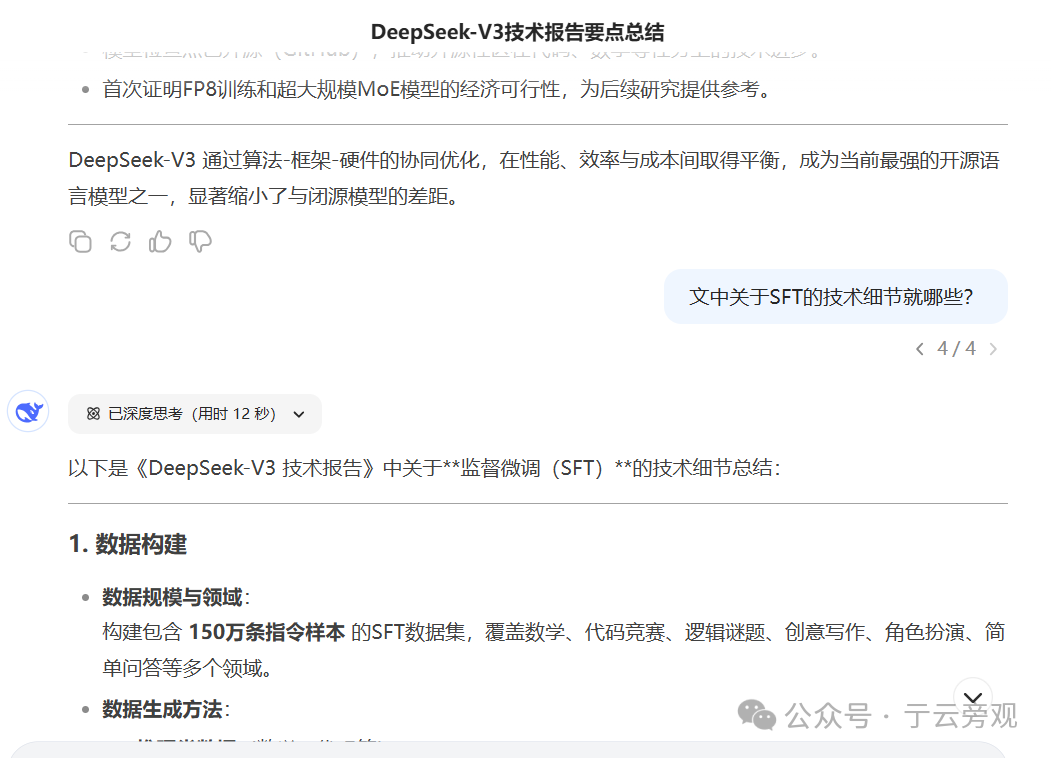 DeepSeek-V3技术报告要点总结
首次证明FP8训练和超大规模MoE模型的经济可行性，为后续研究提供参考。
DeepSeek-V3 通过算法-框架-硬件的协同优化，在性能、效率与成本间取得平衡，成为当前最强的开源语
言模型之一，显著缩小了与闭源模型的差距。
文中关于SFT的技术细节就哪些？
4 / 4
已深度思考（用时 12 秒）
以下是《DeepSeek-V3 技术报告》中关于**监督微调（SFT）**的技术细节总结：
1. 数据构建
数据规模与领域：
构建包含 150万条指令样本 的SFT数据集，覆盖数学、代码竞赛、逻辑谜题、创意写作、角色扮演、简
单问答等多个领域。
数据生成方法：
公众号 · 亍云旁观